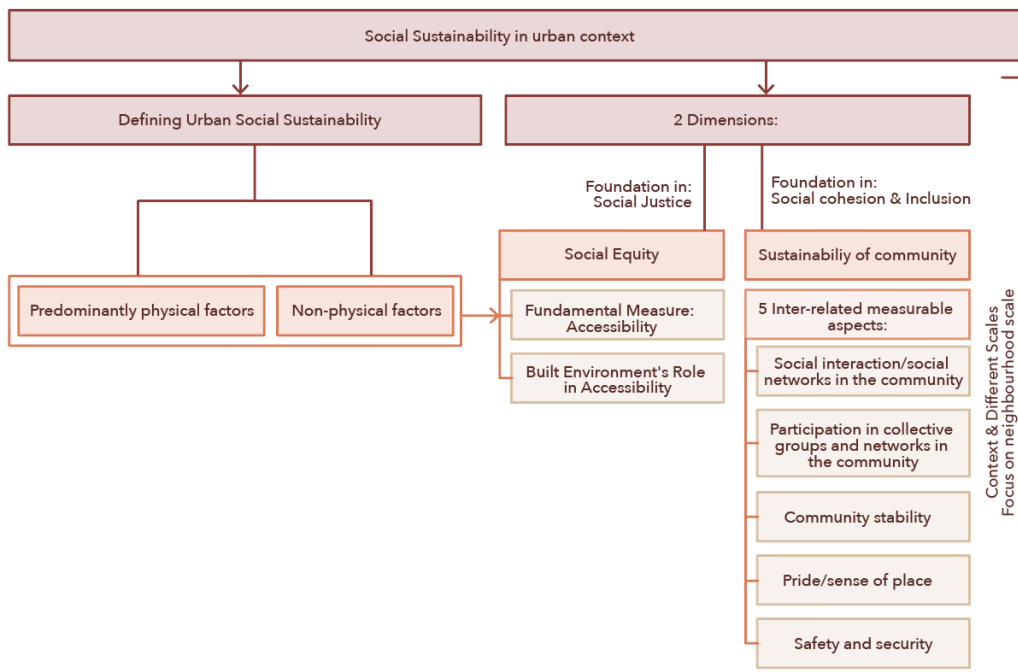 Social Sustainability in urban context
Defining Urban Social Sustainability
2 Dimensions:
Foundation in:
Social Justice
Foundation in:
Social cohesion & Inclusion
Predominantly physical factors
Non-physical factors
Social Equity
Fundamental Measure:
Accessibility
Built Environment's Role
in Accessibility
Sustainabiliy of community
5 Inter-related measurable
aspects:
Social interaction/social
networks in the community
Participation in collective
groups and networks in
the community
Community stability
Pride/sense of place
Safety and security
Context & Different Scales
Focus on neighbourhood scale